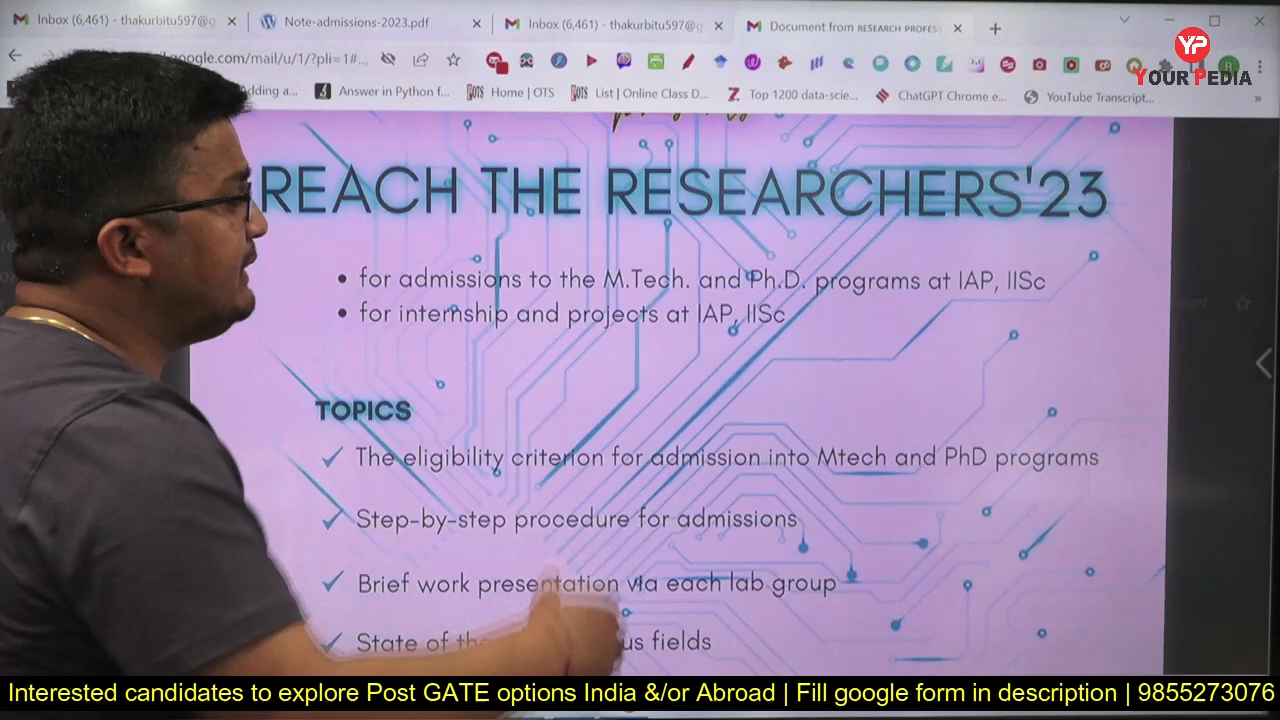 Inbox (6,461) - thakurbitu597@g
Note-admissions-2023.pdf
Inbox (6,461) - thakurbitu597@g
Document from RESEARCH PROFES
google.com/mail/u/1/?pli=1#...
YP
YOUR PEDIA
dding a...
Answer in Python f...
Home | OTS
List | Online Class D...
Top 1200 data-scie...
ChatGPT Chrome e...
YouTube Transcript...
REACH THE RESEARCHERS'23
• for admissions to the M.Tech. and Ph.D. programs at IAP, IISc
• for internship and projects at IAP, IISc
TOPICS
✓ The eligibility criterion for admission into Mtech and PhD programs
✓ Step-by-step procedure for admissions
✓ Brief work presentation via each lab group
✓ State of us fields
Interested candidates to explore Post GATE options India &/or Abroad | Fill google form in description | 9855273076